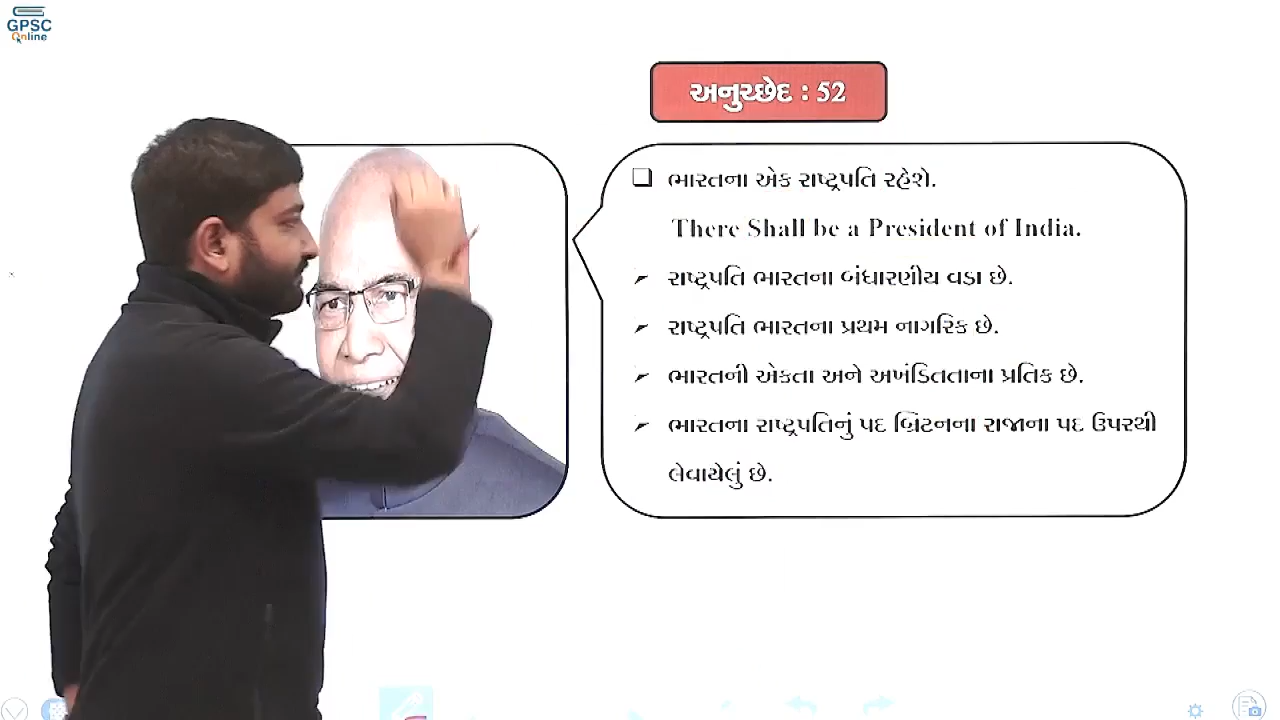 GPSC
Online
અનુચ્છેદ : 52
❑ ભારતના એક રાષ્ટ્રપતિ રહેશે.
There Shall be a President of India.
➤ રાષ્ટ્રપતિ ભારતના બંધારણીય વડા છે.
➤ રાષ્ટ્રપતિ ભારતના પ્રથમ નાગરિક છે.
➤ ભારતની એકતા અને અખંડિતતાના પ્રતિક છે.
➤ ભારતના રાષ્ટ્રપતિનું પદ બ્રિટનના રાજાના પદ ઉપરથી
લેવાયેલું છે.